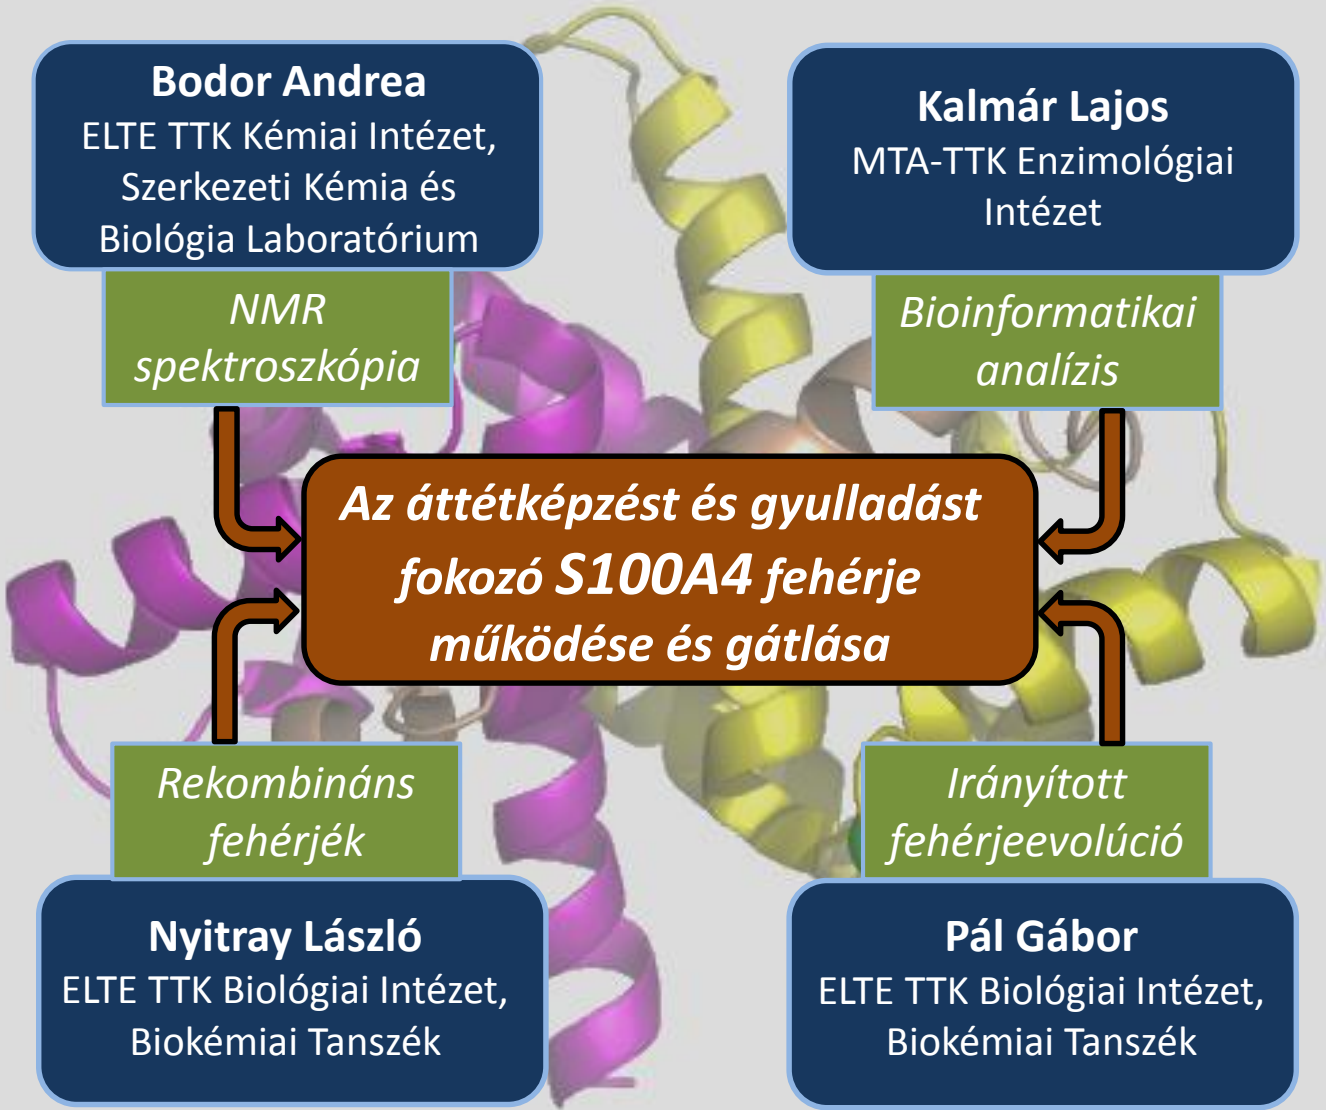 Bodor Andrea
ELTE TTK Kémiai Intézet,
Szerkezeti Kémia és
Biológia Laboratórium
NMR
spektroszkópia
Kalmár Lajos
MTA-TTK Enzimológiai
Intézet
Bioinformatikai
analízis
Az áttétképzést és gyulladást
fokozó S100A4 fehérje
működése és gátlása
Rekombináns
fehérjék
Nyitray László
ELTE TTK Biológiai Intézet,
Biokémiai Tanszék
Irányított
fehérjeevolúció
Pál Gábor
ELTE TTK Biológiai Intézet,
Biokémiai Tanszék